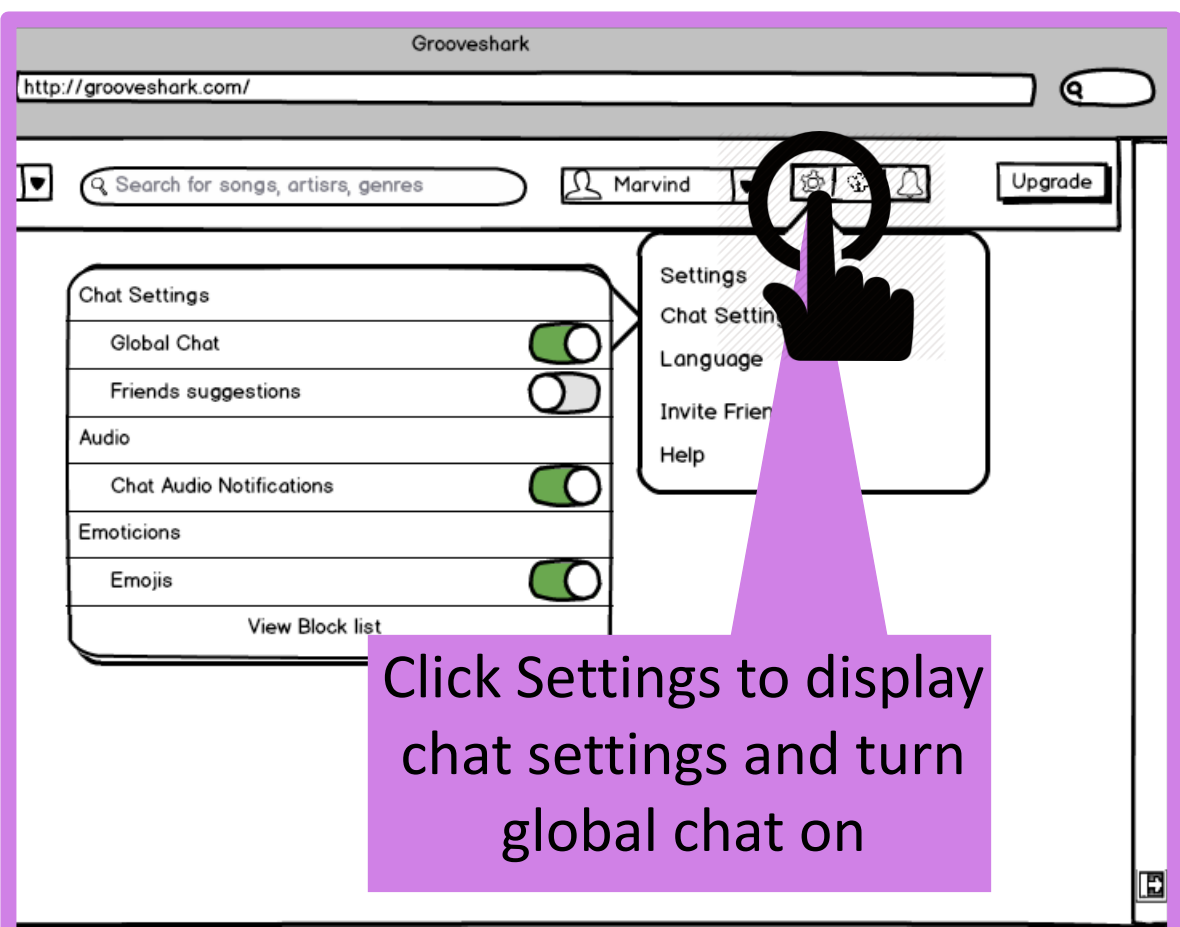 Grooveshark
http://grooveshark.com/
Search for songs, artisrs, genres
Marvind
Upgrade
Settings
Chat Settin
Language
Invite Frien
Help
Chat Settings
Global Chat
Friends suggestions
Audio
Chat Audio Notifications
Emoticions
Emojis
View Block list
Click Settings to display
chat settings and turn
global chat on